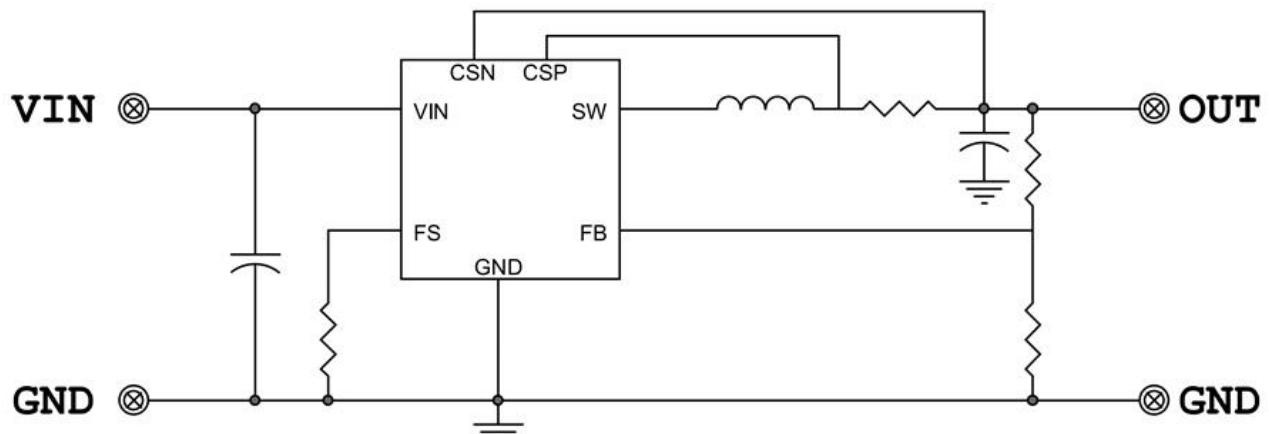 CSN CSP
VIN VIN SW OUT
FS FB
GND
GND GND